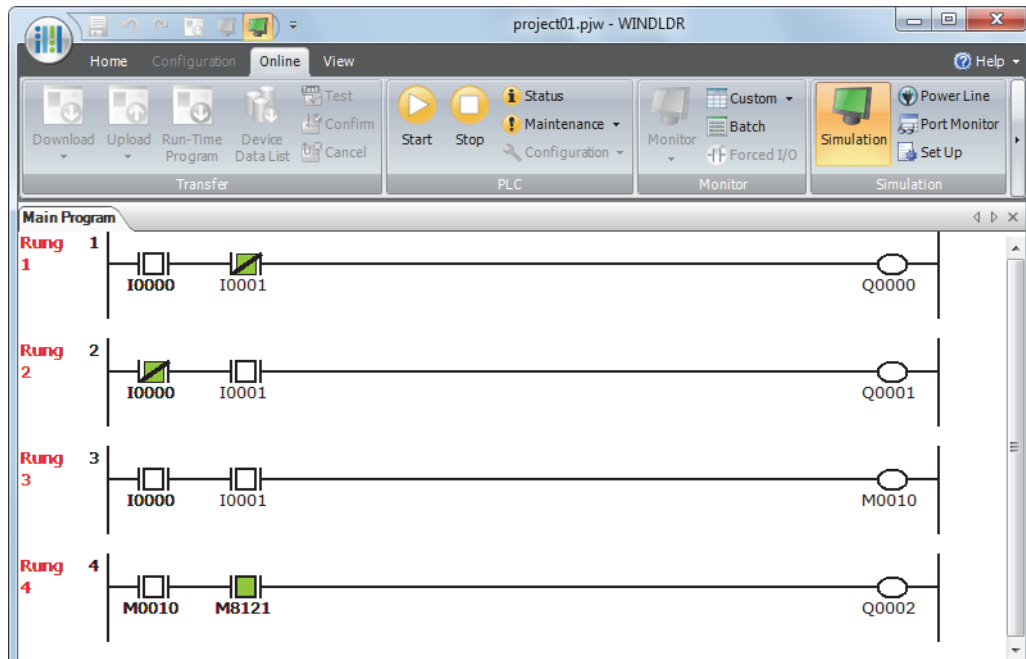 project01.pjw - WINDLDR
Home Configuration Online View Help
Download Upload Run-Time Program Device Data List Test Confirm Cancel
Start Stop Status Maintenance Configuration
Monitor Custom Batch Forced I/O
Simulation Power Line Port Monitor Set Up
Transfer PLC Monitor Simulation
Main Program
Rung 1
1
I0000 I0001 Q0000
Rung 2
2
I0000 I0001 Q0001
Rung 3
3
I0000 I0001 M0010
Rung 4
4
M0010 M8121 Q0002